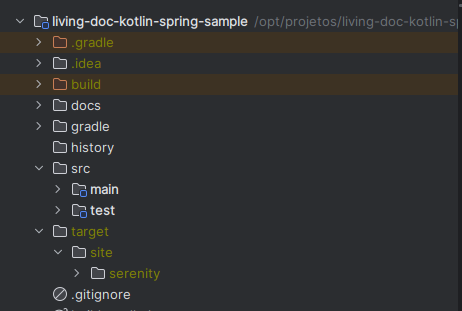 living-doc-kotlin-spring-sample /opt/projetos/living-doc-kotlin-sp
.gradle
.idea
build
docs
gradle
history
src
main
test
target
site
serenity
.gitignore